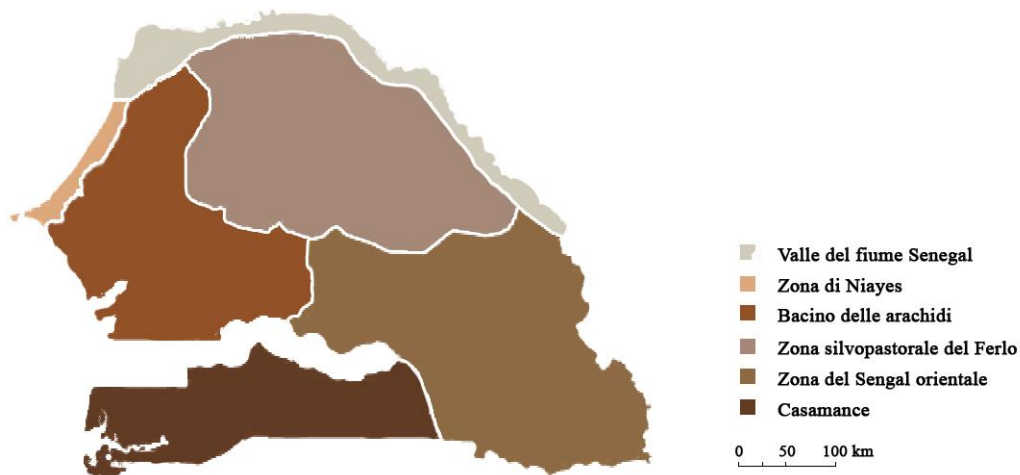 Valle del fiume Senegal
Zona di Niayes
Bacino delle arachidi
Zona silvopastorale del Ferlo
Zona del Sengal orientale
Casamance
0 50 100 km